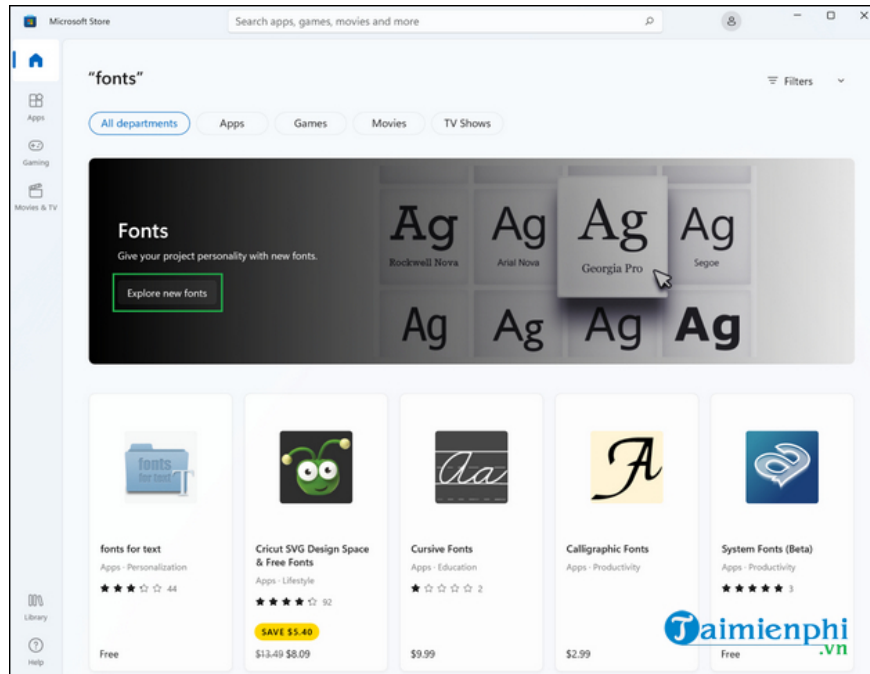 Microsoft Store
Search apps, games, movies and more
"fonts"
Filters
All departments
Apps
Games
Movies
TV Shows
Apps
Gaming
Movies & TV
Fonts
Give your project personality with new fonts.
Explore new fonts
Ag Ag Ag Ag
Rockwell Nova
Arial Nova
Georgia Pro
Segoe
Ag Ag Ag Ag
fonts
for text
T
aa
A
a
fonts for text
Apps · Personalization
44
Free
Cricut SVG Design Space
& Free Fonts
Apps · Lifestyle
92
SAVE $5.40
$13.49 $8.09
Cursive Fonts
Apps · Education
2
$9.99
Calligraphic Fonts
Apps · Productivity
$2.99
System Fonts (Beta)
Apps · Productivity
3
Free
Library
Help
Taimienphi
.vn